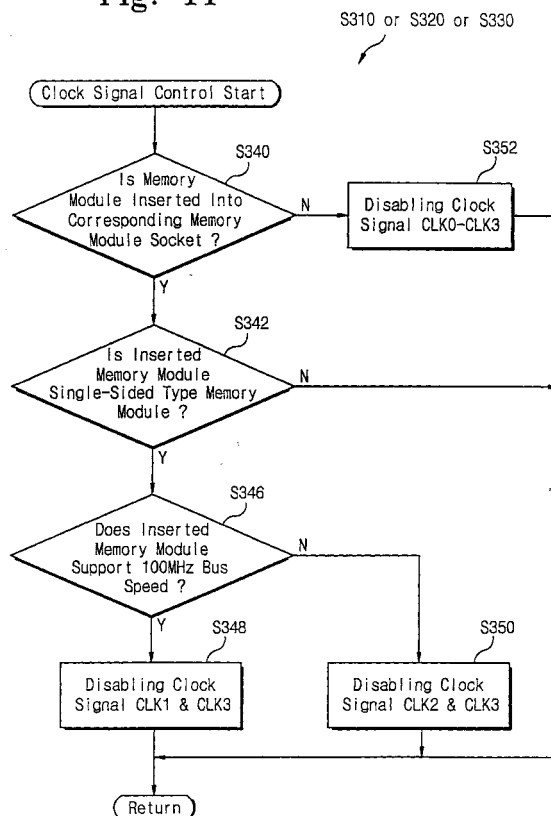 Fig. 11
S310 or S320 or S330
Clock Signal Control Start
S340
Is Memory
Module Inserted Into
Corresponding Memory
Module Socket ?
N
S352
Disabling Clock
Signal CLK0-CLK3
Y
S342
Is Inserted
Memory Module
Single-Sided Type Memory
Module ?
N
Y
S346
Does Inserted
Memory Module
Support 100MHz Bus
Speed ?
N
Y
S348
Disabling Clock
Signal CLK1 & CLK3
S350
Disabling Clock
Signal CLK2 & CLK3
Return